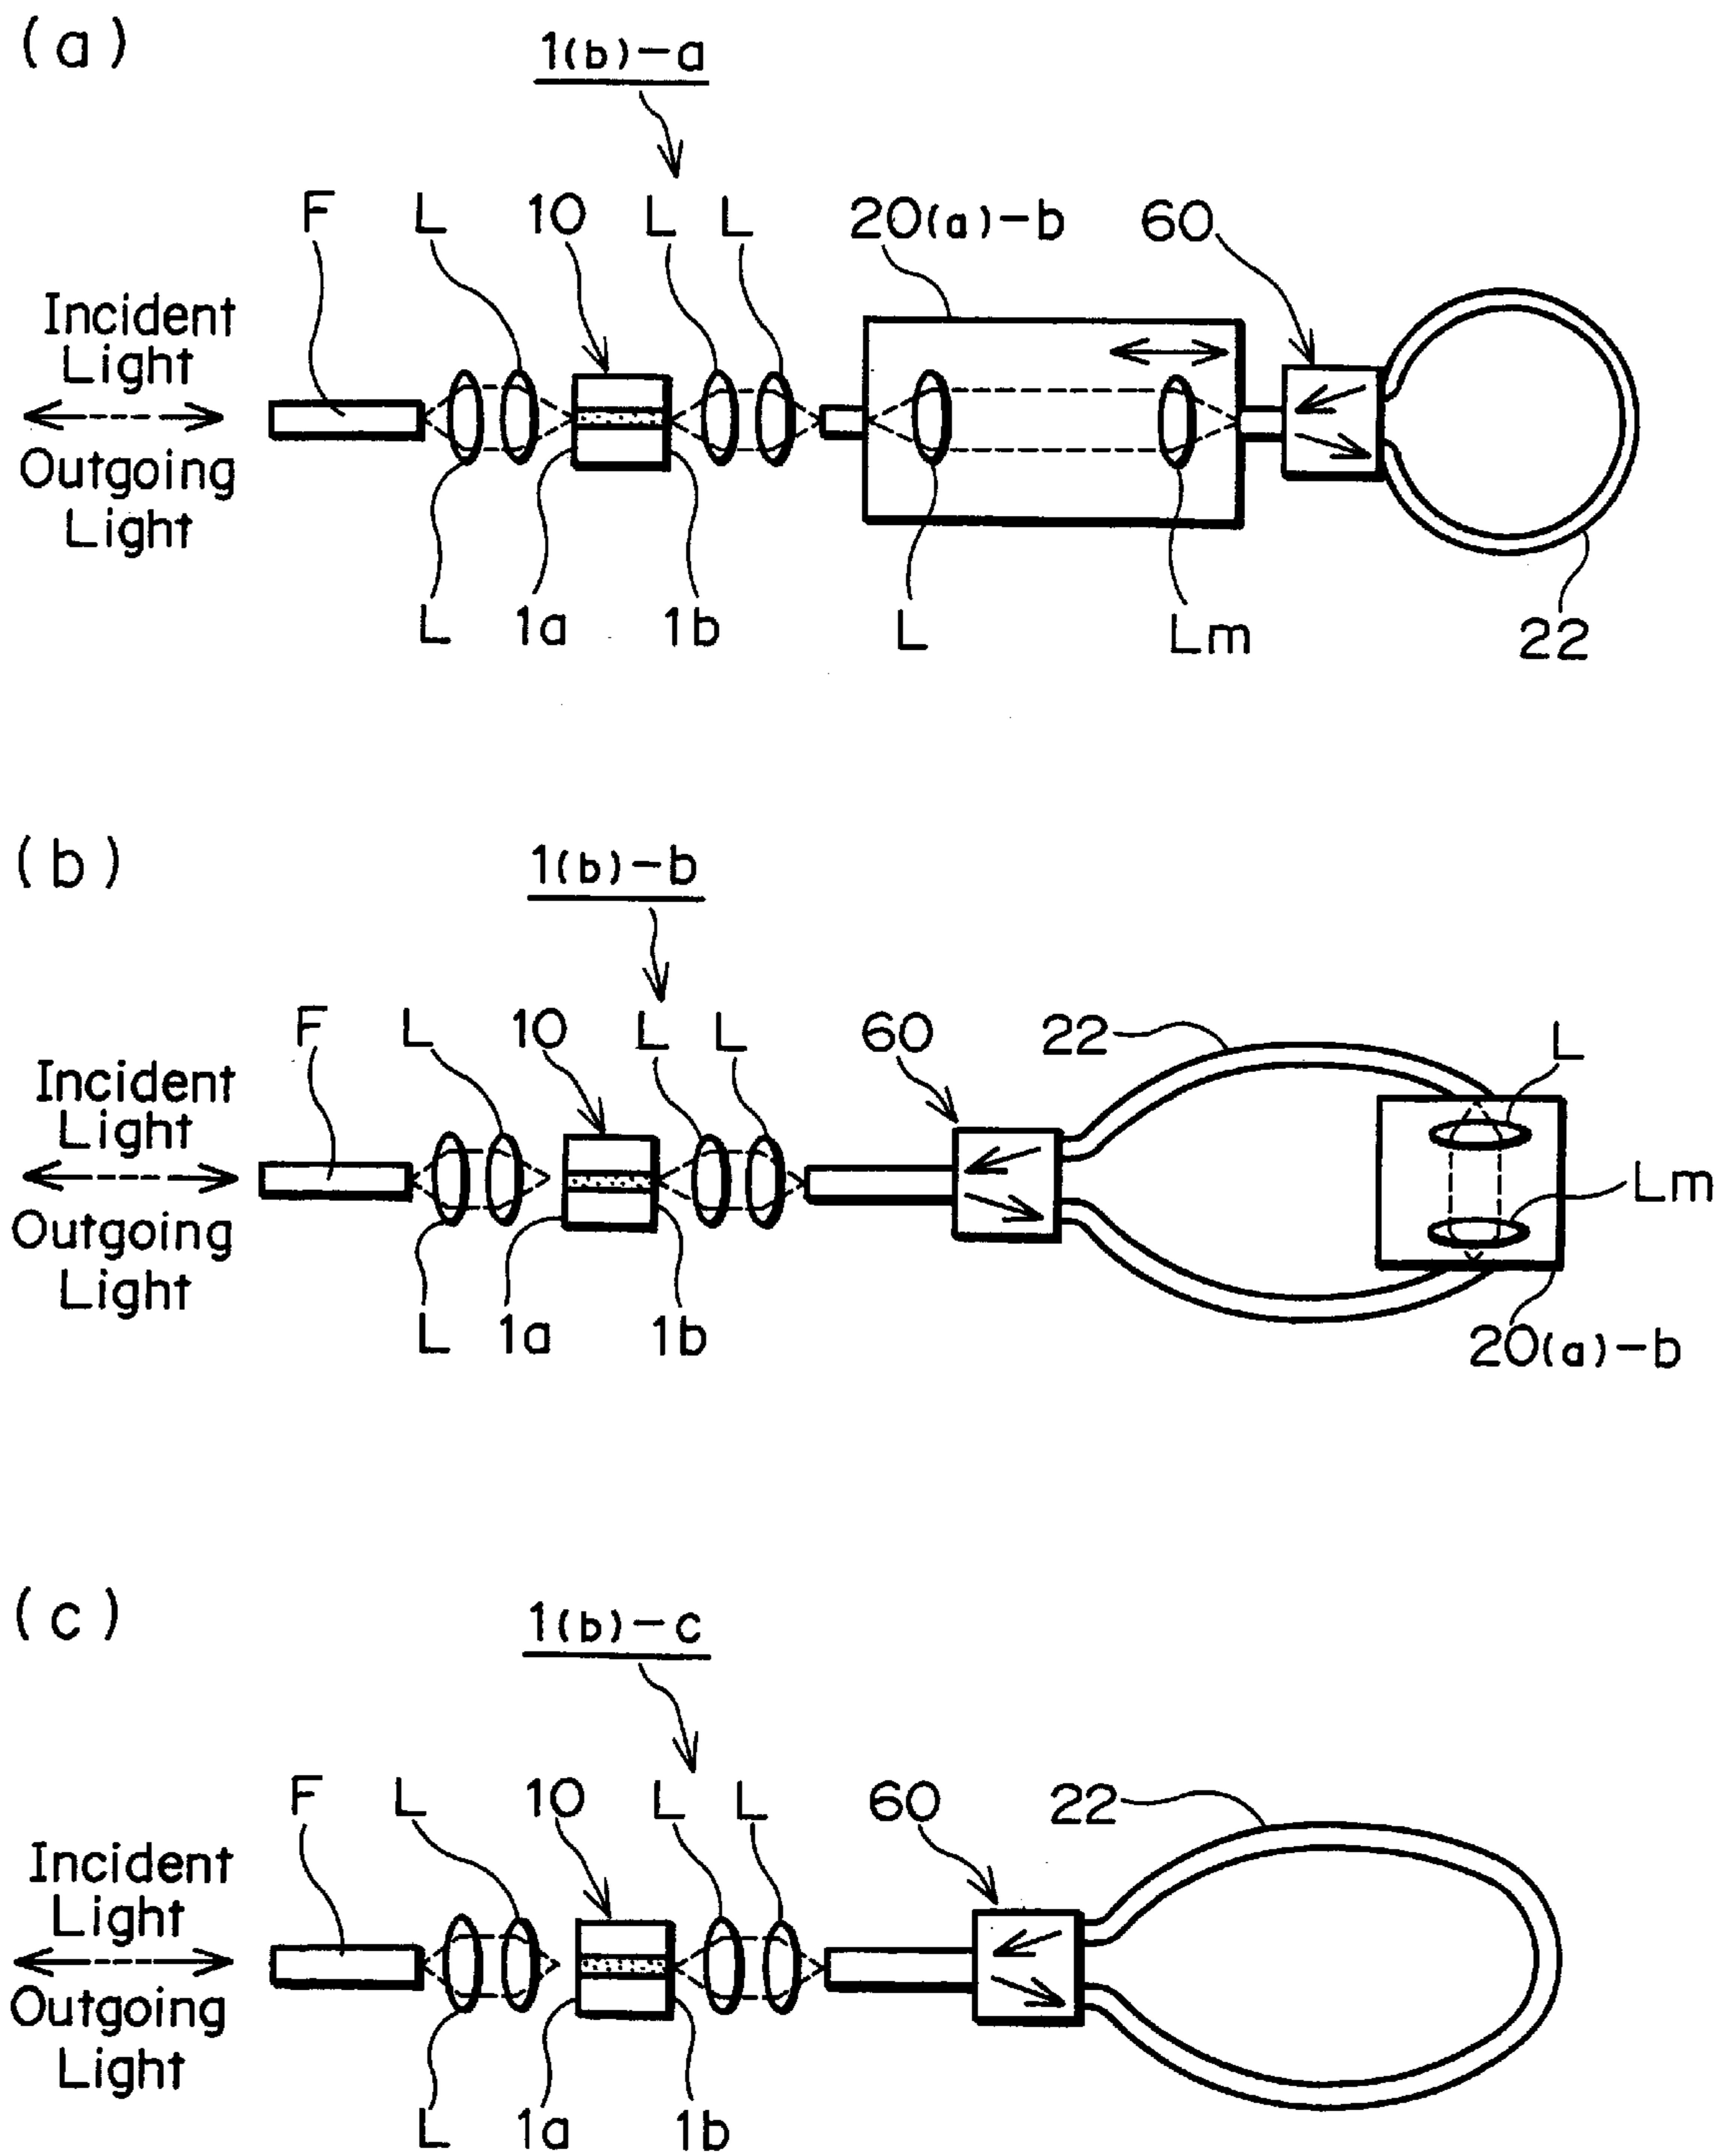 (a)
1(b)-a
F L 10 L L 20(a)-b 60
Incident
Light
Outgoing
Light
L 1a 1b L Lm 22
(b)
1(b)-b
F L 10 L L 60 22 L
Incident
Light
Lm
Outgoing
Light
L 1a 1b 20(a)-b
(c)
1(b)-c
F L 10 L L 60 22
Incident
Light
Outgoing
Light
L 1a 1b